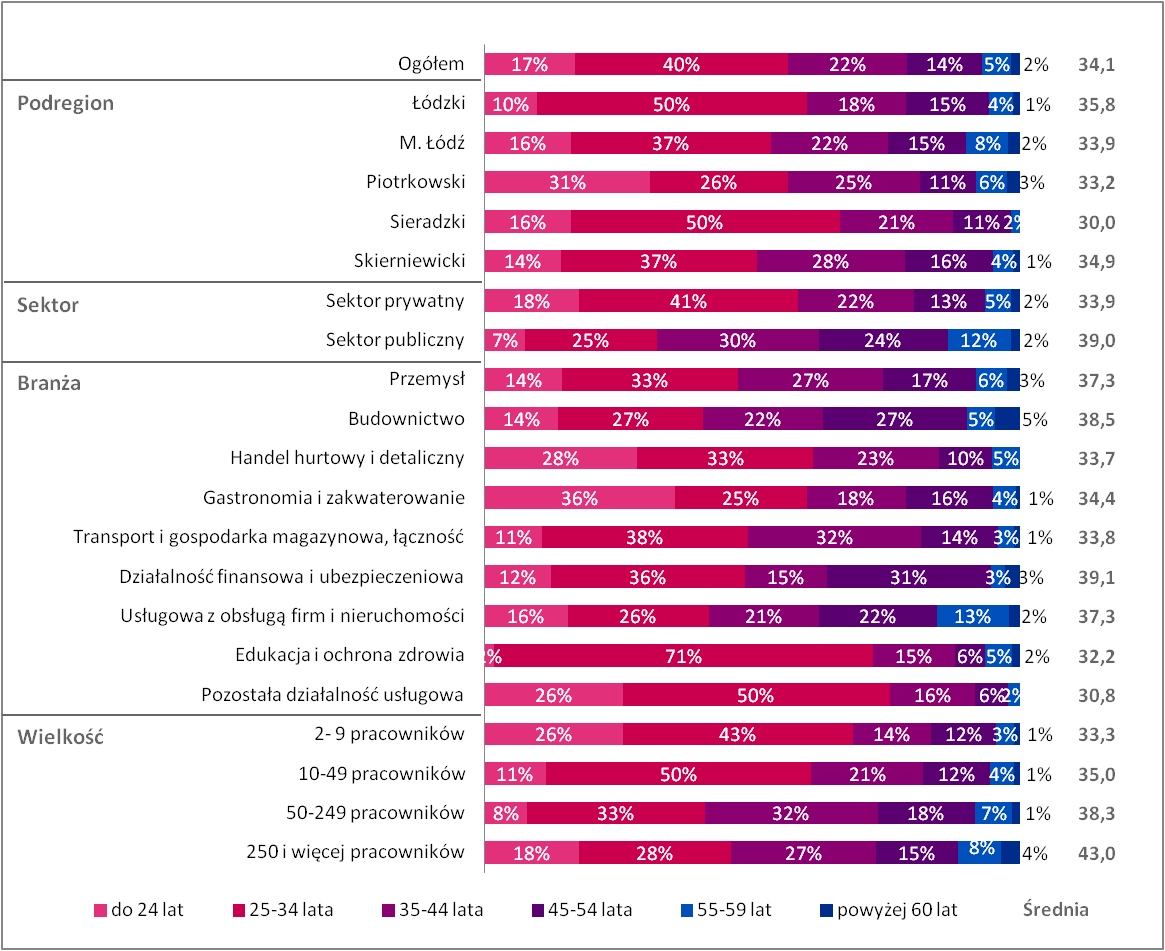 Ogółem 17% 40% 22% 14% 5% 2% 34,1
Podregion Łódzki 10% 50% 18% 15% 4% 1% 35,8
M. Łódź 16% 37% 22% 15% 8% 2% 33,9
Piotrkowski 31% 26% 25% 11% 6% 3% 33,2
Sieradzki 16% 50% 21% 11% 2% 30,0
Skierniewicki 14% 37% 28% 16% 4% 1% 34,9
Sektor Sektor prywatny 18% 41% 22% 13% 5% 2% 33,9
Sektor publiczny 7% 25% 30% 24% 12% 2% 39,0
Branża Przemysł 14% 33% 27% 17% 6% 3% 37,3
Budownictwo 14% 27% 22% 27% 5% 5% 38,5
Handel hurtowy i detaliczny 28% 33% 23% 10% 5% 33,7
Gastronomia i zakwaterowanie 36% 25% 18% 16% 4% 1% 34,4
Transport i gospodarka magazynowa, łączność 11% 38% 32% 14% 3% 1% 33,8
Działalność finansowa i ubezpieczeniowa 12% 36% 15% 31% 3% 3% 39,1
Usługowa z obsługą firm i nieruchomości 16% 26% 21% 22% 13% 2% 37,3
Edukacja i ochrona zdrowia 2% 71% 15% 6% 5% 2% 32,2
Pozostała działalność usługowa 26% 50% 16% 6% 2% 30,8
Wielkość 2- 9 pracowników 26% 43% 14% 12% 3% 1% 33,3
10-49 pracowników 11% 50% 21% 12% 4% 1% 35,0
50-249 pracowników 8% 33% 32% 18% 7% 1% 38,3
250 i więcej pracowników 18% 28% 27% 15% 8% 4% 43,0
do 24 lat 25-34 lata 35-44 lata 45-54 lata 55-59 lat powyżej 60 lat Średnia